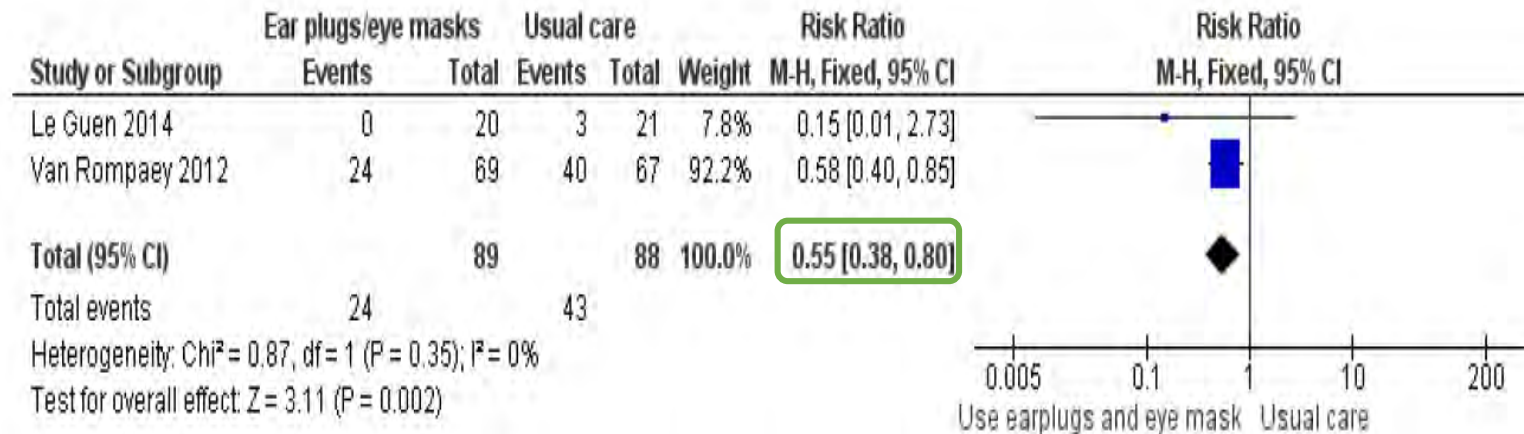 Ear plugs/eye masks Usual care Risk Ratio Risk Ratio
Study or Subgroup Events Total Events Total Weight M-H, Fixed, 95% CI M-H, Fixed, 95% CI
Le Guen 2014 0 20 3 21 7.8% 0.15 [0.01, 2.73]
Van Rompaey 2012 24 69 40 67 92.2% 0.58 [0.40, 0.85]
Total (95% CI) 89 88 100.0% 0.55 [0.38, 0.80]
Total events 24 43
Heterogeneity: Chi² = 0.87, df = 1 (P = 0.35); I² = 0%
Test for overall effect: Z = 3.11 (P = 0.002)
0.005 0.1 1 10 200
Use earplugs and eye mask Usual care